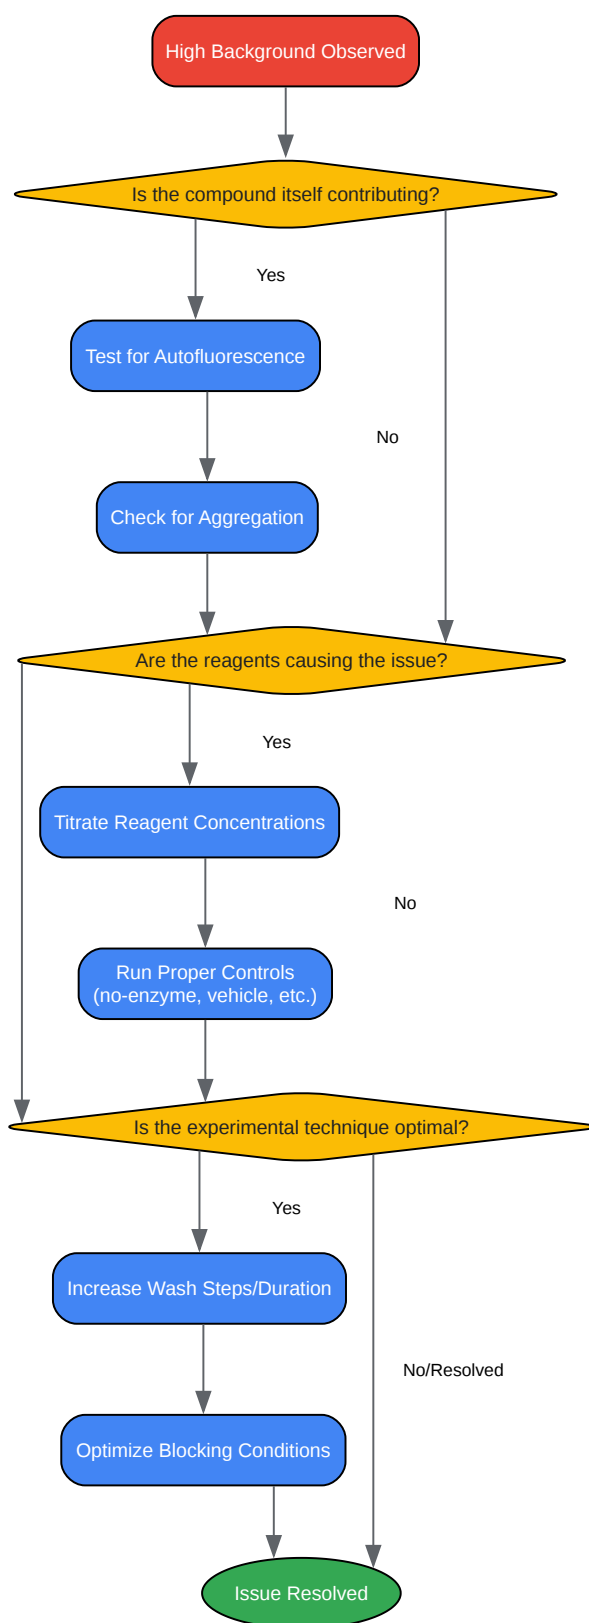 High Background Observed
Is the compound itself contributing?
Yes
Test for Autofluorescence
No
Check for Aggregation
Are the reagents causing the issue?
Yes
Titrate Reagent Concentrations
No
Run Proper Controls
(no-enzyme, vehicle, etc.)
Is the experimental technique optimal?
Yes
Increase Wash Steps/Duration
No/Resolved
Optimize Blocking Conditions
Issue Resolved